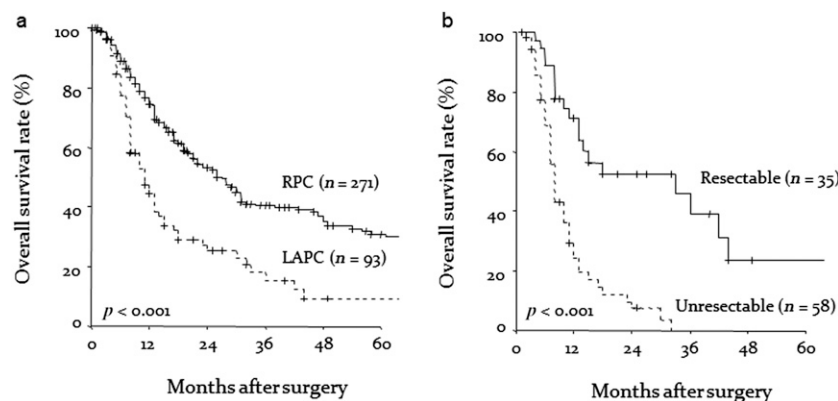 a
Overall survival rate (%)
100
80
60
40
20
0
RPC (n = 271)
LAPC (n = 93)
p < 0.001
0 12 24 36 48 60
Months after surgery
b
Overall survival rate (%)
100
80
60
40
20
0
Resectable (n = 35)
Unresectable (n = 58)
p < 0.001
0 12 24 36 48 60
Months after surgery